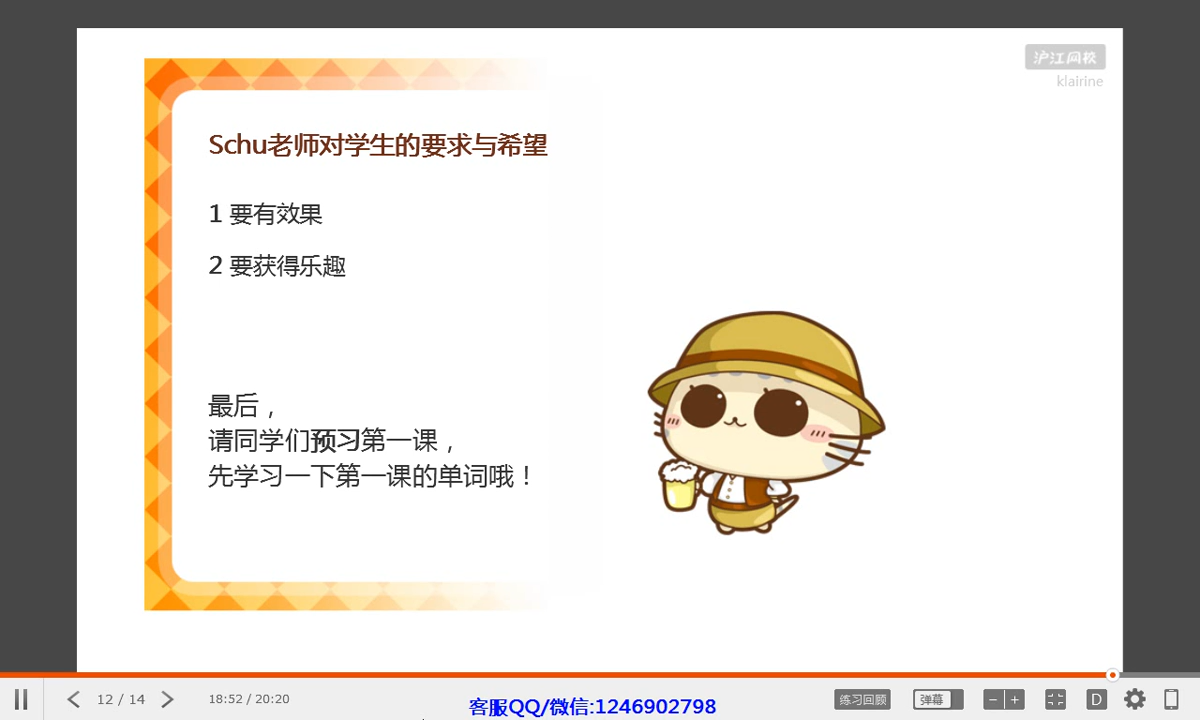 沪江网校
klairine
Schu老师对学生的要求与希望
1 要有效果
2 要获得乐趣
最后，
请同学们预习第一课，
先学习一下第一课的单词哦！
12 / 14
18:52 / 20:20
客服QQ/微信:1246902798
练习回顾
弹幕
D